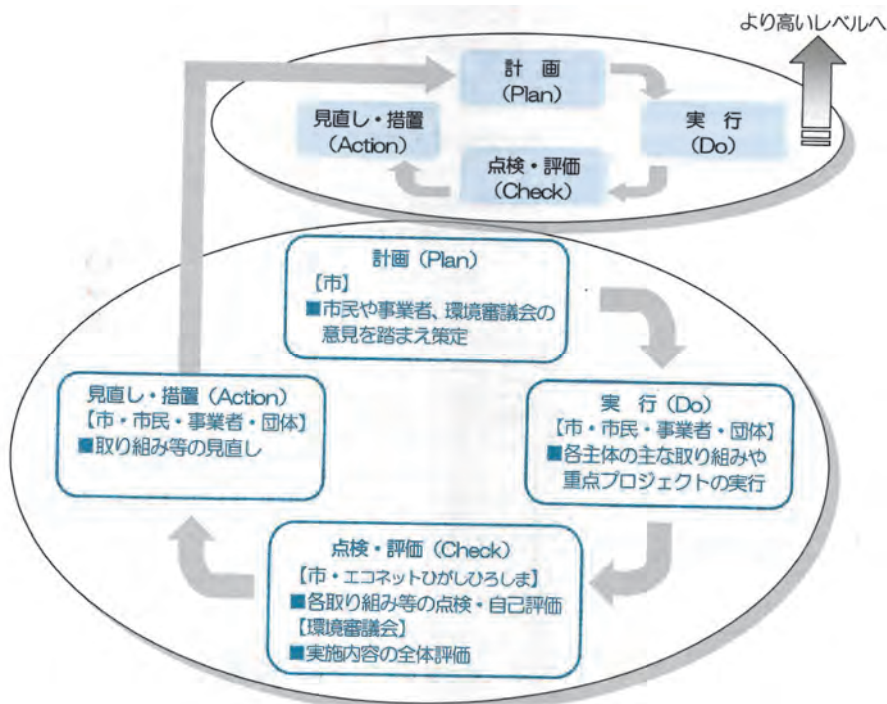 より高いレベルへ
計 画
(Plan)
実 行
(Do)
点検・評価
(Check)
見直し・措置
(Action)
計画（Plan）
【市】
■市民や事業者、環境審議会の
意見を踏まえ策定
実 行（Do）
【市・市民・事業者・団体】
■各主体の主な取り組みや
重点プロジェクトの実行
点検・評価（Check）
【市・エコネットひがしひろしま】
■各取り組み等の点検・自己評価
【環境審議会】
■実施内容の全体評価
見直し・措置（Action）
【市・市民・事業者・団体】
■取り組み等の見直し